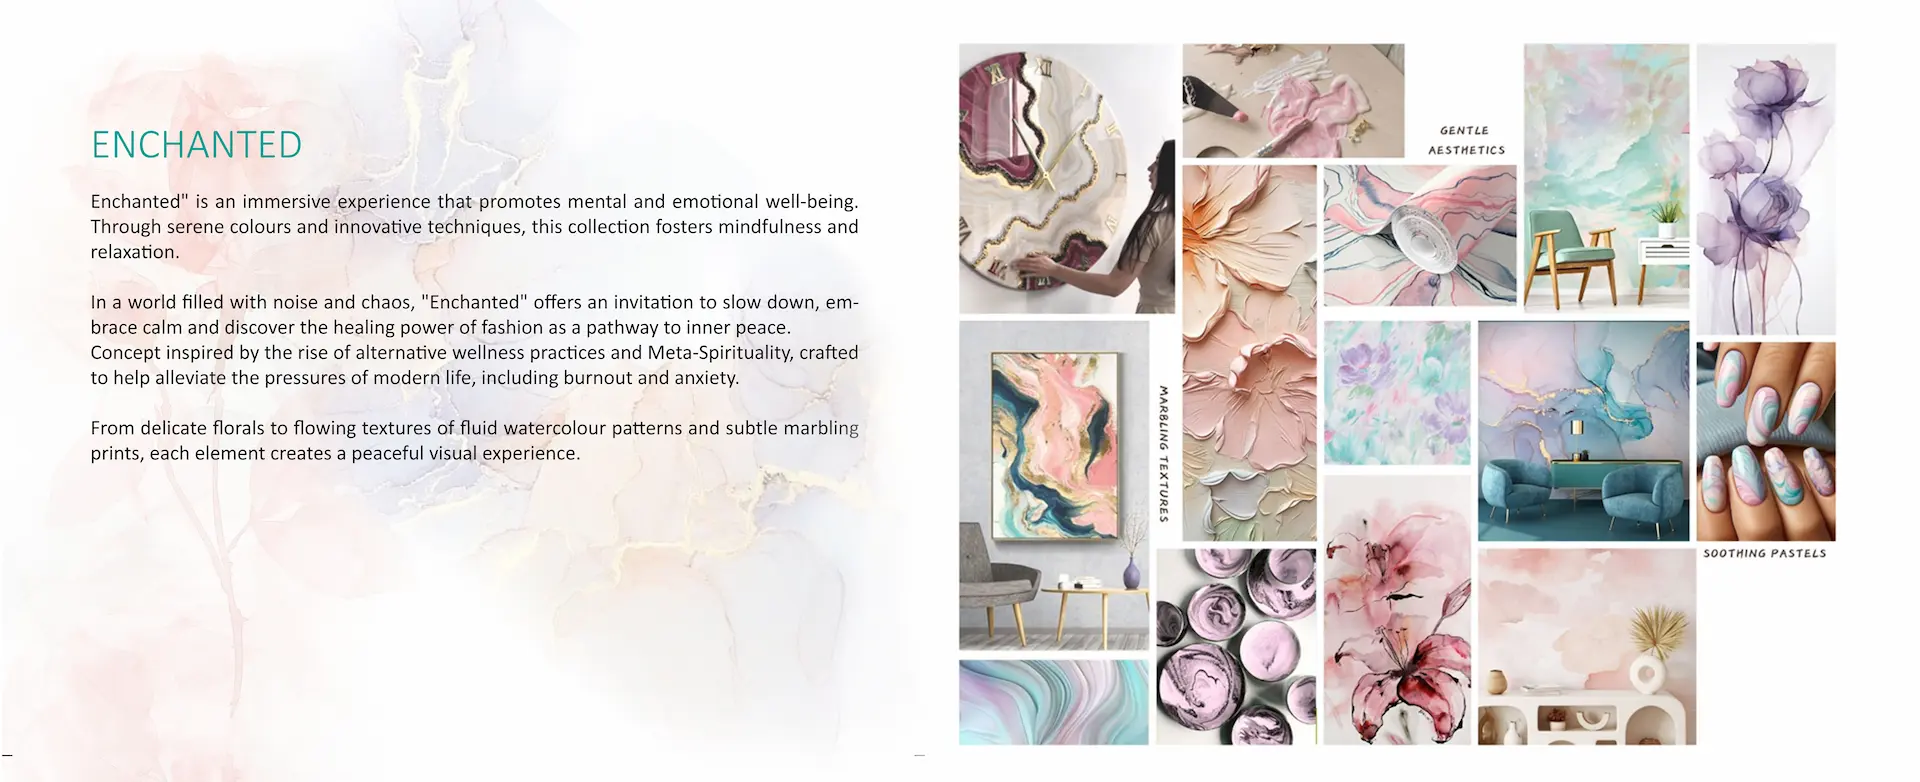 ENCHANTED
Enchanted" is an immersive experience that promotes mental and emotional well-being.
Through serene colours and innovative techniques, this collection fosters mindfulness and
relaxation.
In a world filled with noise and chaos, "Enchanted" offers an invitation to slow down, em-
brace calm and discover the healing power of fashion as a pathway to inner peace.
Concept inspired by the rise of alternative wellness practices and Meta-Spirituality, crafted
to help alleviate the pressures of modern life, including burnout and anxiety.
From delicate florals to flowing textures of fluid watercolour patterns and subtle marbling
prints, each element creates a peaceful visual experience.
GENTLE
AESTHETICS
MARBLING TEXTURES
SOOTHING PASTELS